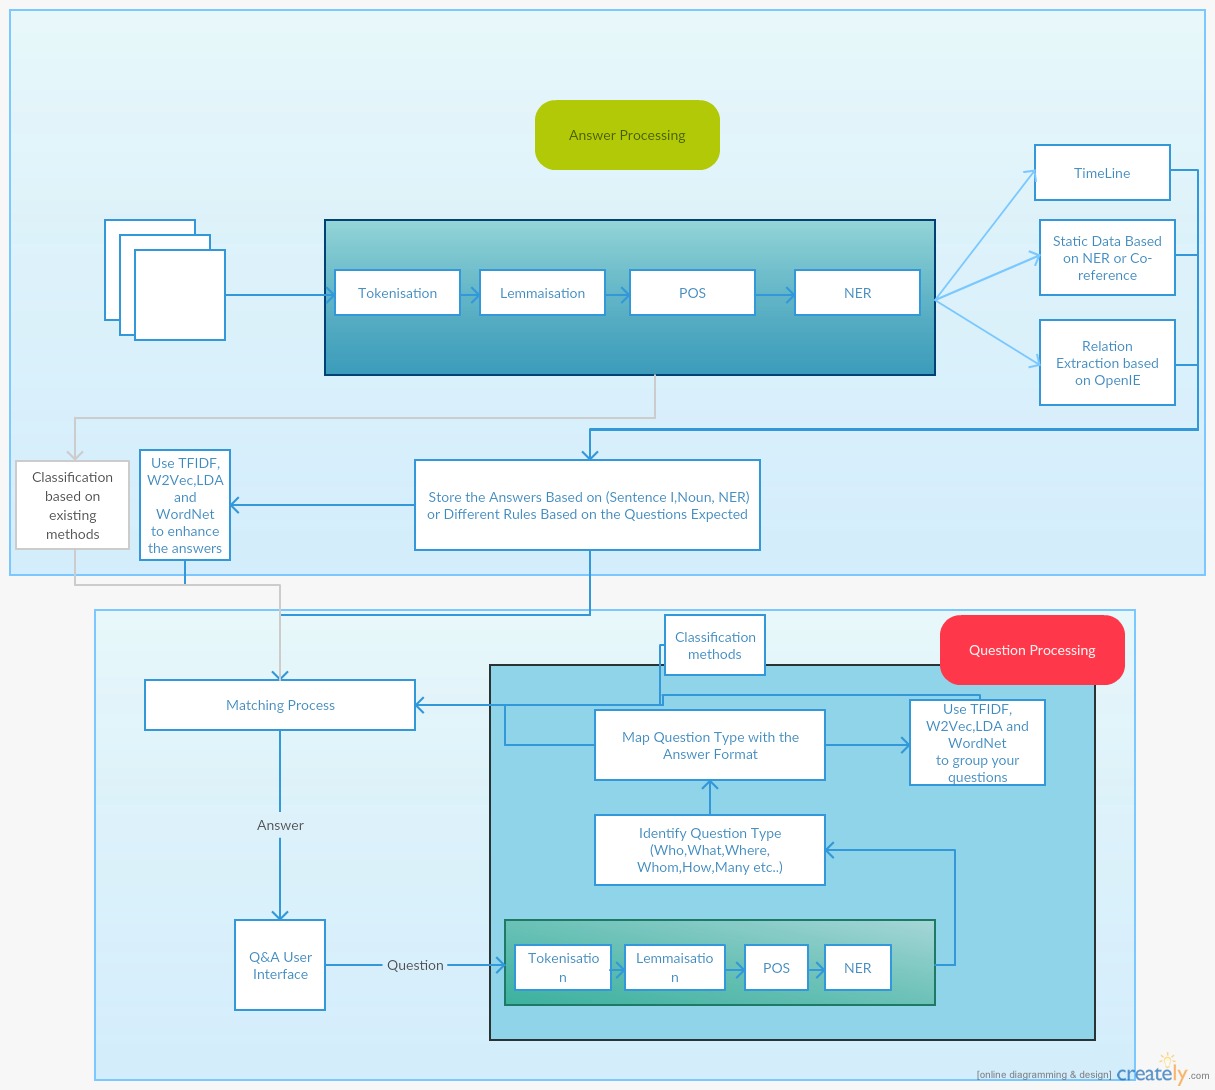 Answer Processing
TimeLine
Static Data Based
on NER or Co-
reference
Tokenisation
Lemmaisation
POS
NER
Relation
Extraction based
on OpenIE
Classification
based on
existing
methods
Use TFIDF,
W2Vec,LDA
and
WordNet
to enhance
the answers
Store the Answers Based on (Sentence I,Noun, NER)
or Different Rules Based on the Questions Expected
Classification
methods
Question Processing
Matching Process
Map Question Type with the
Answer Format
Use TFIDF,
W2Vec,LDA and
WordNet
to group your
questions
Answer
Identify Question Type
(Who,What,Where,
Whom,How,Many etc..)
Q&A User
Interface
Question
Tokenisatio
n
Lemmaisatio
n
POS
NER
[online diagramming & design] creately.com